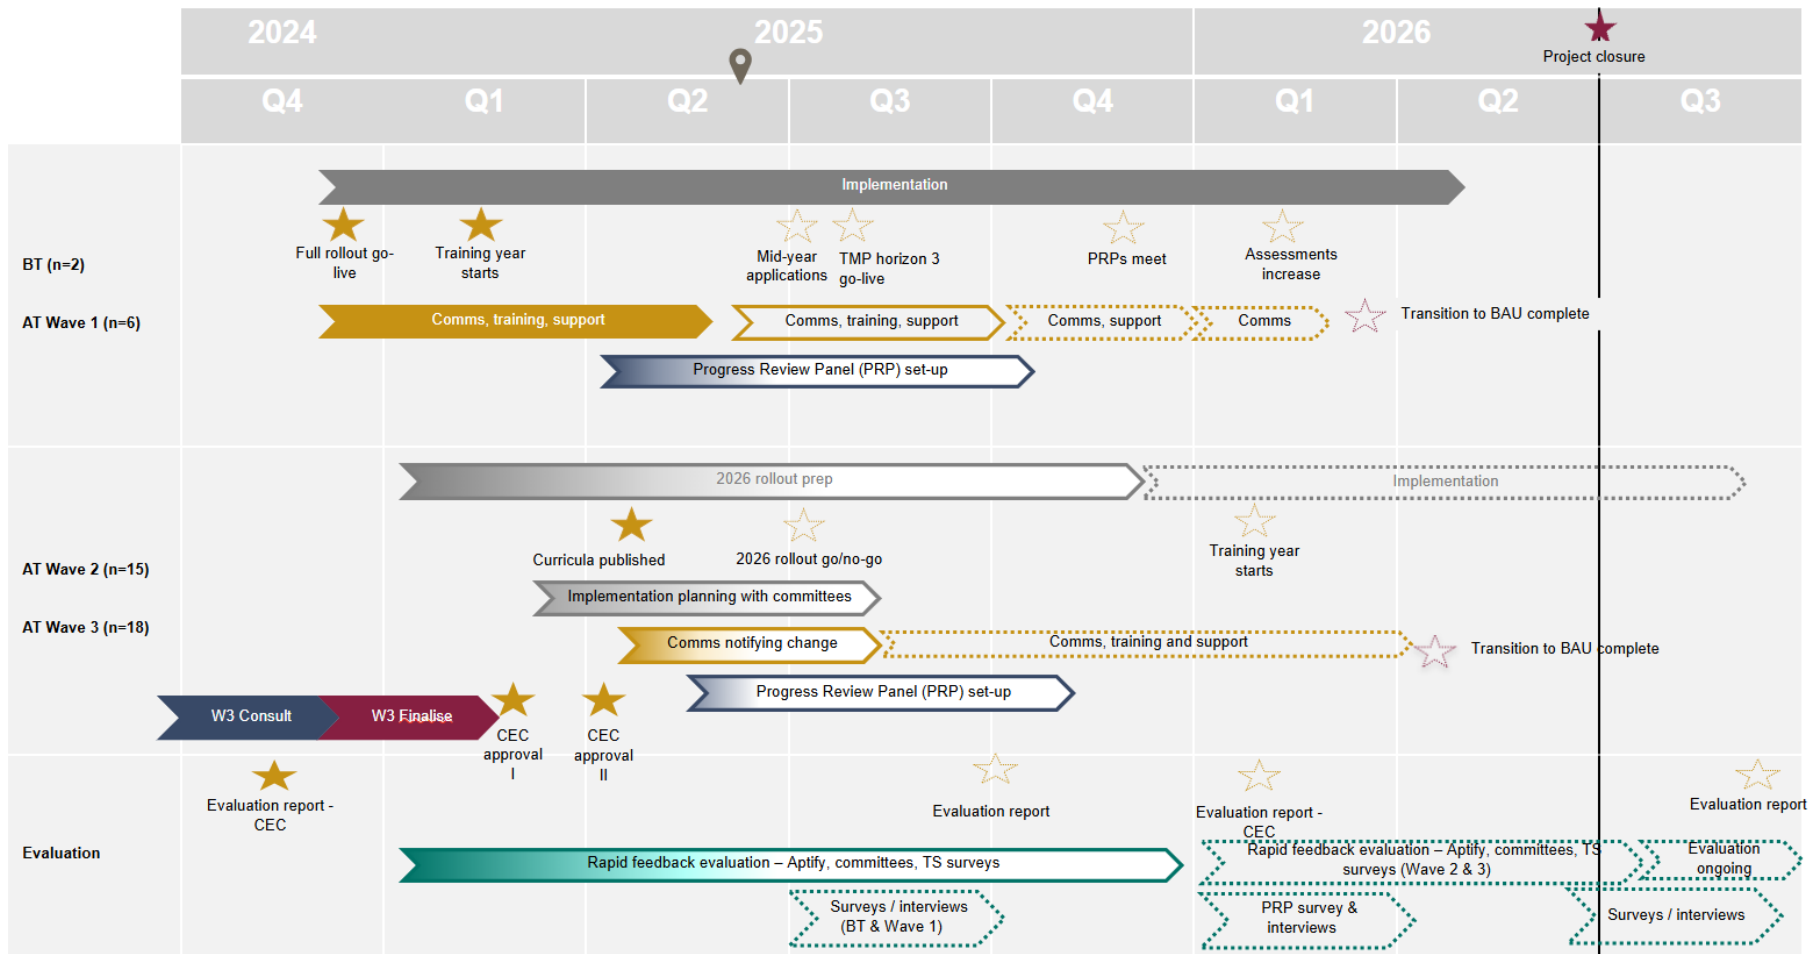 2024
2025
2026
Project closure
Q4
Q1
Q2
Q3
Q4
Q1
Q2
Q3
Implementation
Full rollout go-
live
Training year
starts
Mid-year
applications
TMP horizon 3
go-live
PRPs meet
Assessments
increase
BT (n=2)
AT Wave 1 (n=6)
Comms, training, support
Comms, training, support
Comms, support
Comms
Transition to BAU complete
Progress Review Panel (PRP) set-up
2026 rollout prep
Implementation
Curricula published
2026 rollout go/no-go
Training year
starts
AT Wave 2 (n=15)
Implementation planning with committees
AT Wave 3 (n=18)
Comms notifying change
Comms, training and support
Transition to BAU complete
Progress Review Panel (PRP) set-up
W3 Consult
W3 Finalise
CEC
approval
I
CEC
approval
II
Evaluation report -
CEC
Evaluation report
Evaluation report -
CEC
Evaluation report
Evaluation
Rapid feedback evaluation – Aptify, committees, TS surveys
Rapid feedback evaluation – Aptify, committees, TS
surveys (Wave 2 & 3)
Evaluation
ongoing
Surveys / interviews
(BT & Wave 1)
PRP survey &
interviews
Surveys / interviews